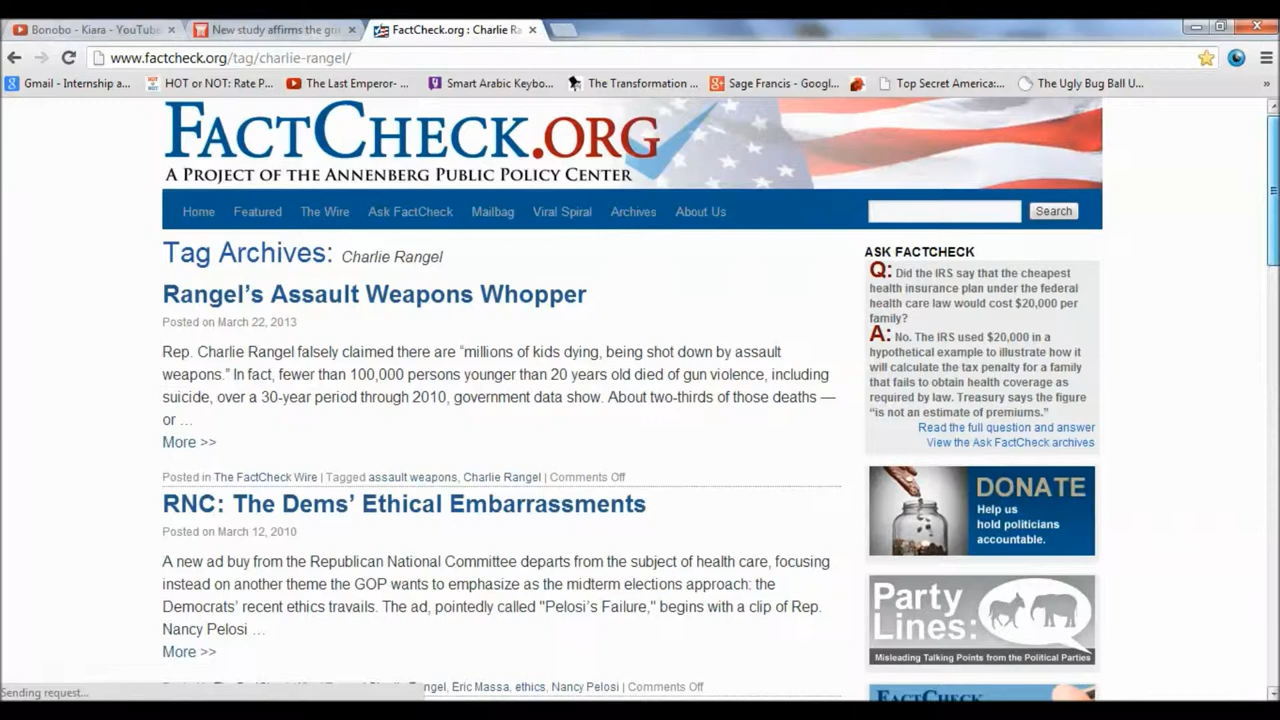 Bonobo - Kiara - YouTube
New study affirms the gri
FactCheck.org : Charlie Ra
www.factcheck.org/tag/charlie-rangel/
Gmail - Internship a...
HOT or NOT: Rate P...
The Last Emperor- ...
Smart Arabic Keybo...
The Transformation ...
Sage Francis - Googl...
Top Secret America:...
The Ugly Bug Ball U...
»
FACTCHECK.ORG
A PROJECT OF THE ANNENBERG PUBLIC POLICY CENTER
Home Featured The Wire Ask FactCheck Mailbag Viral Spiral Archives About Us
Search
Tag Archives: Charlie Rangel
Rangel's Assault Weapons Whopper
Posted on March 22, 2013
Rep. Charlie Rangel falsely claimed there are “millions of kids dying, being shot down by assault
weapons.” In fact, fewer than 100,000 persons younger than 20 years old died of gun violence, including
suicide, over a 30-year period through 2010, government data show. About two-thirds of those deaths —
or …
More >>
Posted in The FactCheck Wire | Tagged assault weapons, Charlie Rangel | Comments Off
RNC: The Dems’ Ethical Embarrassments
Posted on March 12, 2010
A new ad buy from the Republican National Committee departs from the subject of health care, focusing
instead on another theme the GOP wants to emphasize as the midterm elections approach: the
Democrats’ recent ethics travails. The ad, pointedly called "Pelosi’s Failure," begins with a clip of Rep.
Nancy Pelosi …
More >>
ngel, Eric Massa, ethics, Nancy Pelosi | Comments Off
Sending request...
ASK FACTCHECK
Q: Did the IRS say that the cheapest
health insurance plan under the federal
health care law would cost $20,000 per
family?
A: No. The IRS used $20,000 in a
hypothetical example to illustrate how it
will calculate the tax penalty for a family
that fails to obtain health coverage as
required by law. Treasury says the figure
“is not an estimate of premiums.”
Read the full question and answer
View the Ask FactCheck archives
DONATE
Help us
hold politicians
accountable.
Party
Lines:
Misleading Talking Points from the Political Parties
FACTCHECK